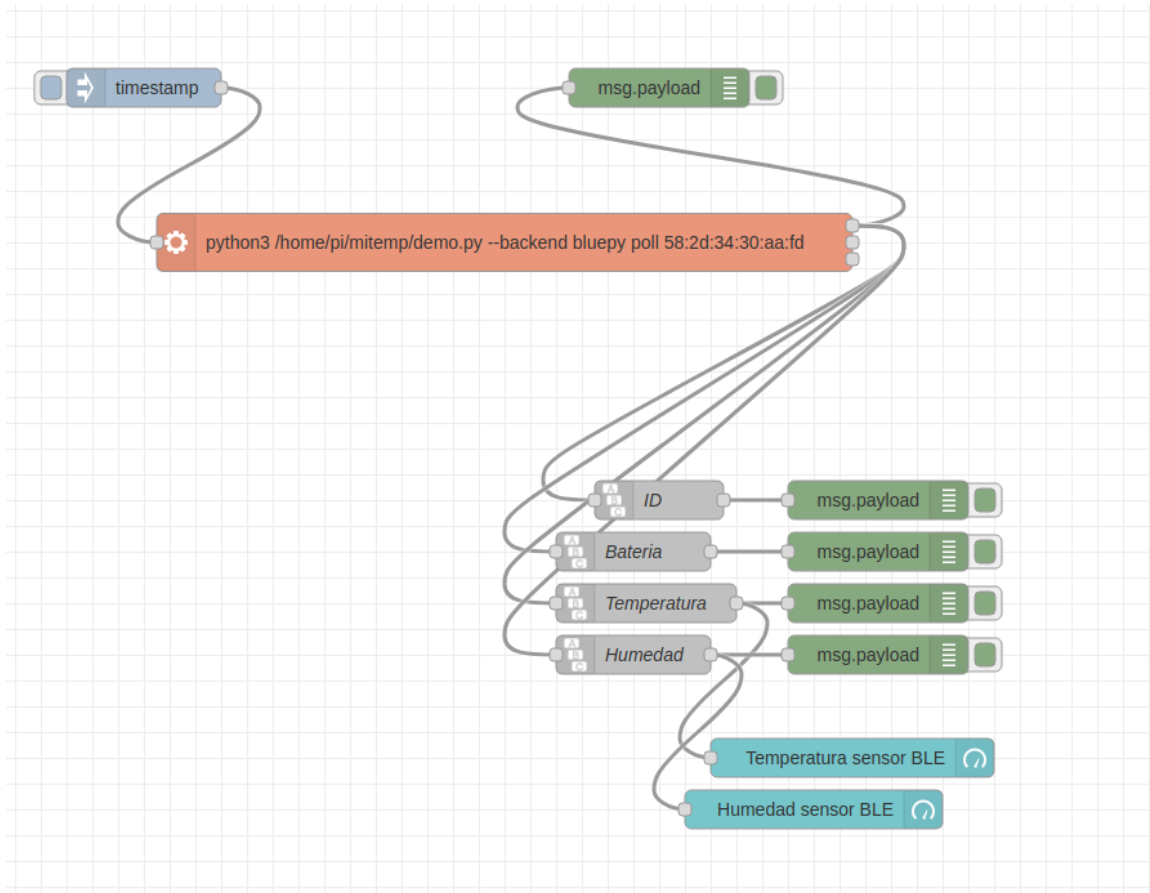 timestamp
msg.payload
python3 /home/pi/mitemp/demo.py --backend bluepy poll 58:2d:34:30:aa:fd
A
B
C
ID
msg.payload
A
B
C
Bateria
msg.payload
A
B
C
Temperatura
msg.payload
A
B
C
Humedad
msg.payload
Temperatura sensor BLE
Humedad sensor BLE